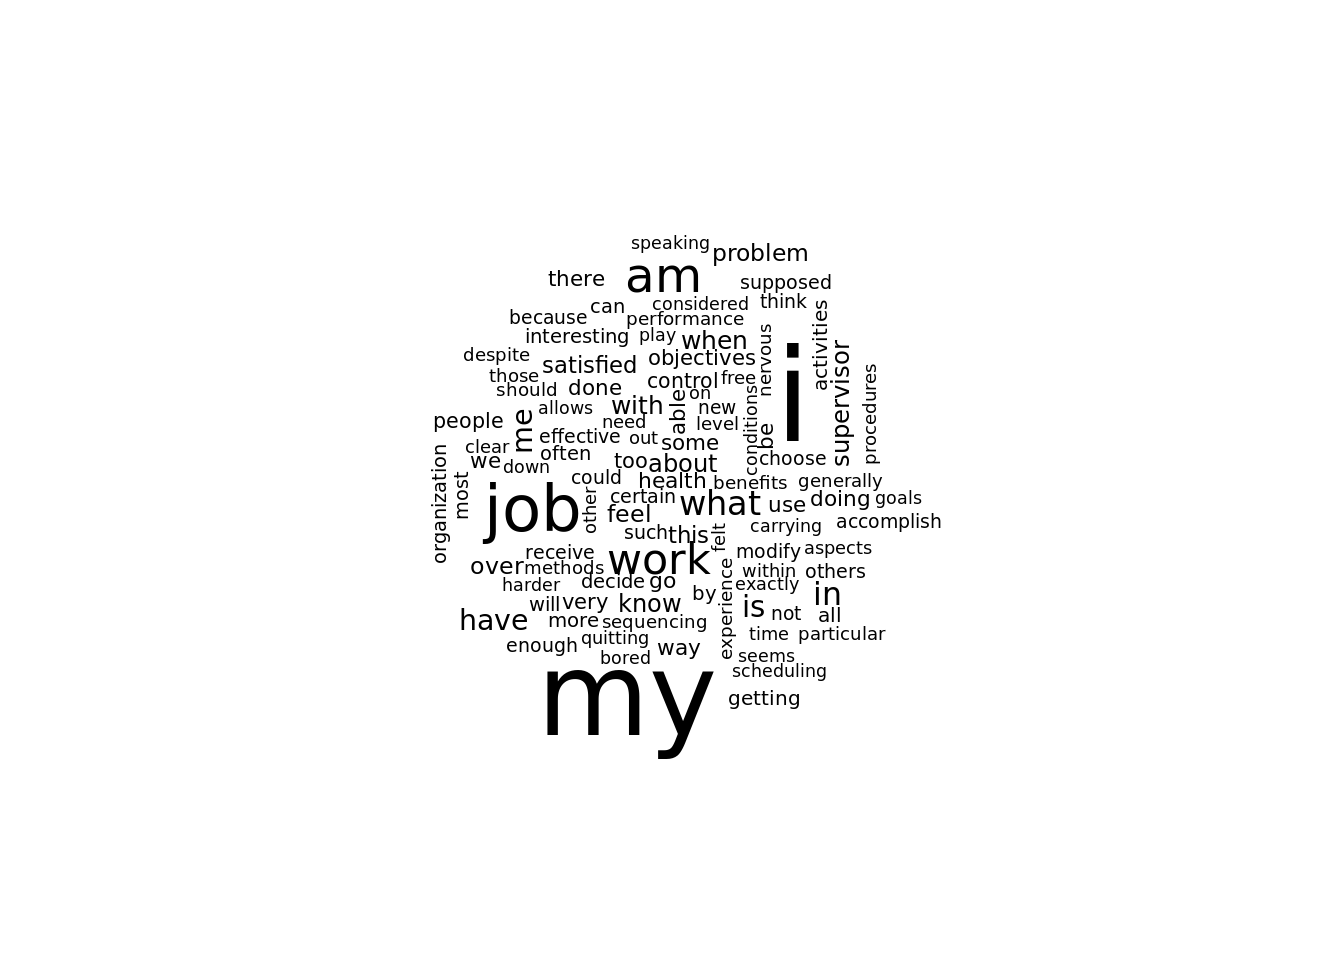 speaking
problem
there
am
supposed
can
considered
think
because
performance
activities
interesting
play
when
nervous
i
despite
satisfied
objectives
supervisor
those
control
free
procedures
should
done
on
conditions
allows
with
able
new
people
me
need
level
be
effective
out
some
clear
often
choose
we
down
too
about
organization
most
could
health
benefits
generally
job
other
certain
what
use
doing
goals
feel
carrying
accomplish
such
this
felt
receive
work
modify
aspects
over
methods
within
others
harder
decide
go
exactly
experience
by
in
will
very
know
is
not
all
have
more
sequencing
time
particular
enough
quitting
way
bored
seems
scheduling
my
getting